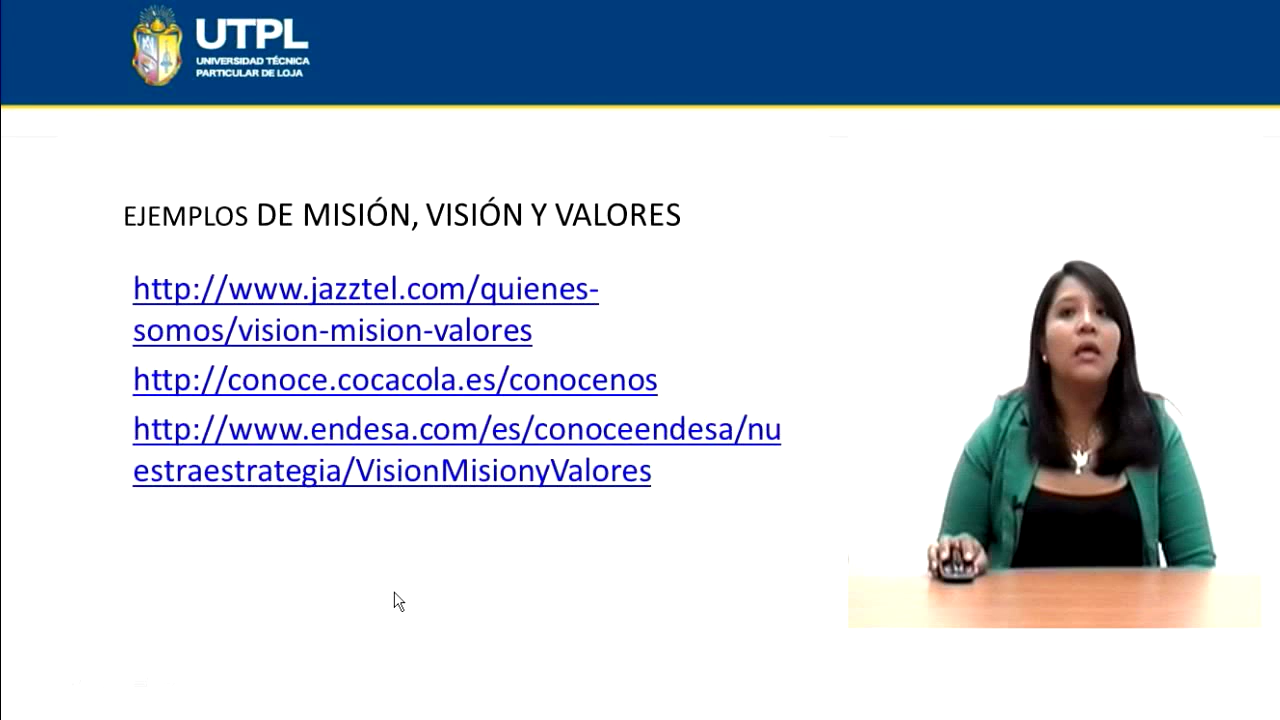 UTPL
UNIVERSIDAD TÉCNICA
PARTICULAR DE LOJA
EJEMPLOS DE MISIÓN, VISIÓN Y VALORES
http://www.jazztel.com/quienes-
somos/vision-mision-valores
http://conoce.cocacola.es/conocenos
http://www.endesa.com/es/conoceendesa/nu
estraestrategia/VisionMisionyValores